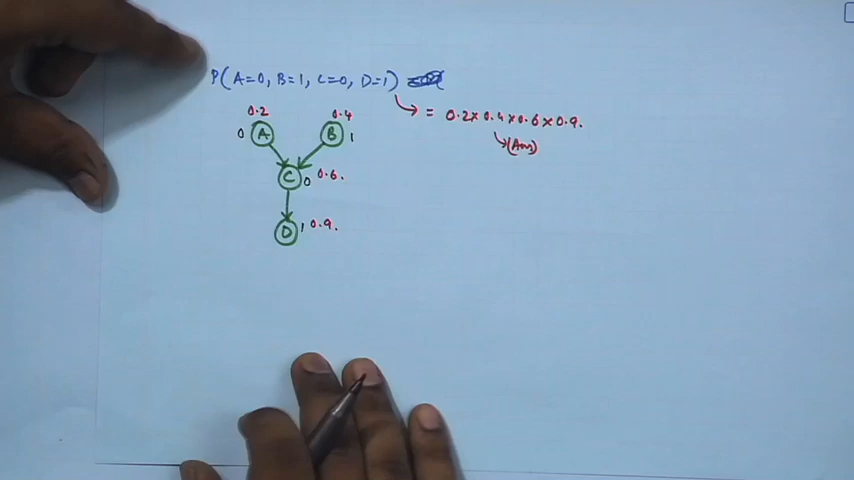 P(A=0, B=1, C=0, D=1)
= 0.2×0.4×0.6×0.9.
(Ans)
0.2 0.4
0 A B 1
C 0 0.6.
D 1 0.9.